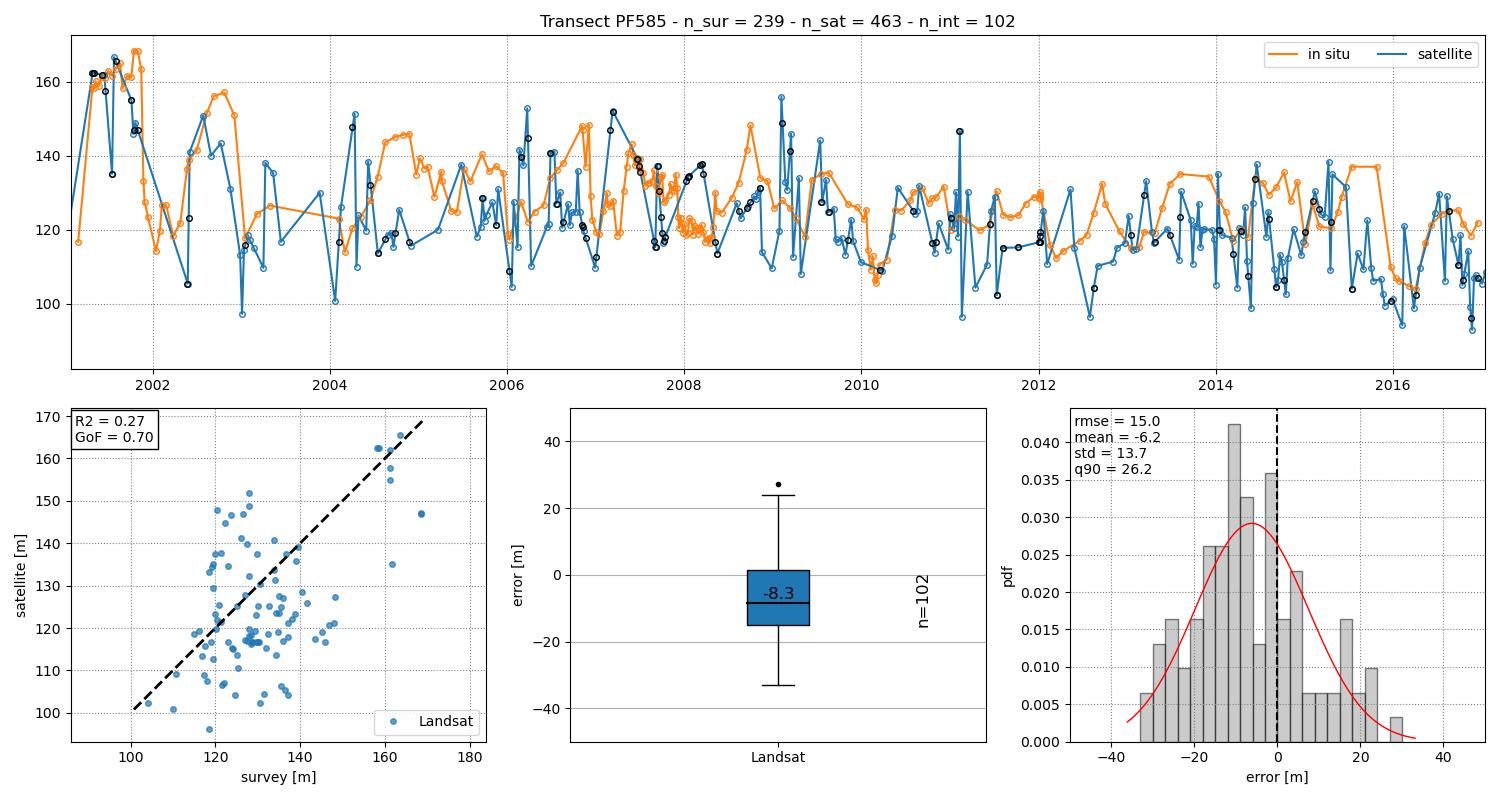 Transect PF585 - n_sur = 239 - n_sat = 463 - n_int = 102
in situ
satellite
160
140
120
100
2002
2004
2006
2008
2010
2012
2014
2016
R2 = 0.27
GoF = 0.70
170
160
150
140
130
120
110
100
satellite [m]
100
120
140
160
180
survey [m]
Landsat
40
20
0
−20
−40
error [m]
-8.3
n=102
Landsat
rmse = 15.0
mean = -6.2
std = 13.7
q90 = 26.2
0.040
0.035
0.030
0.025
0.020
0.015
0.010
0.005
0.000
pdf
−40
−20
0
20
40
error [m]